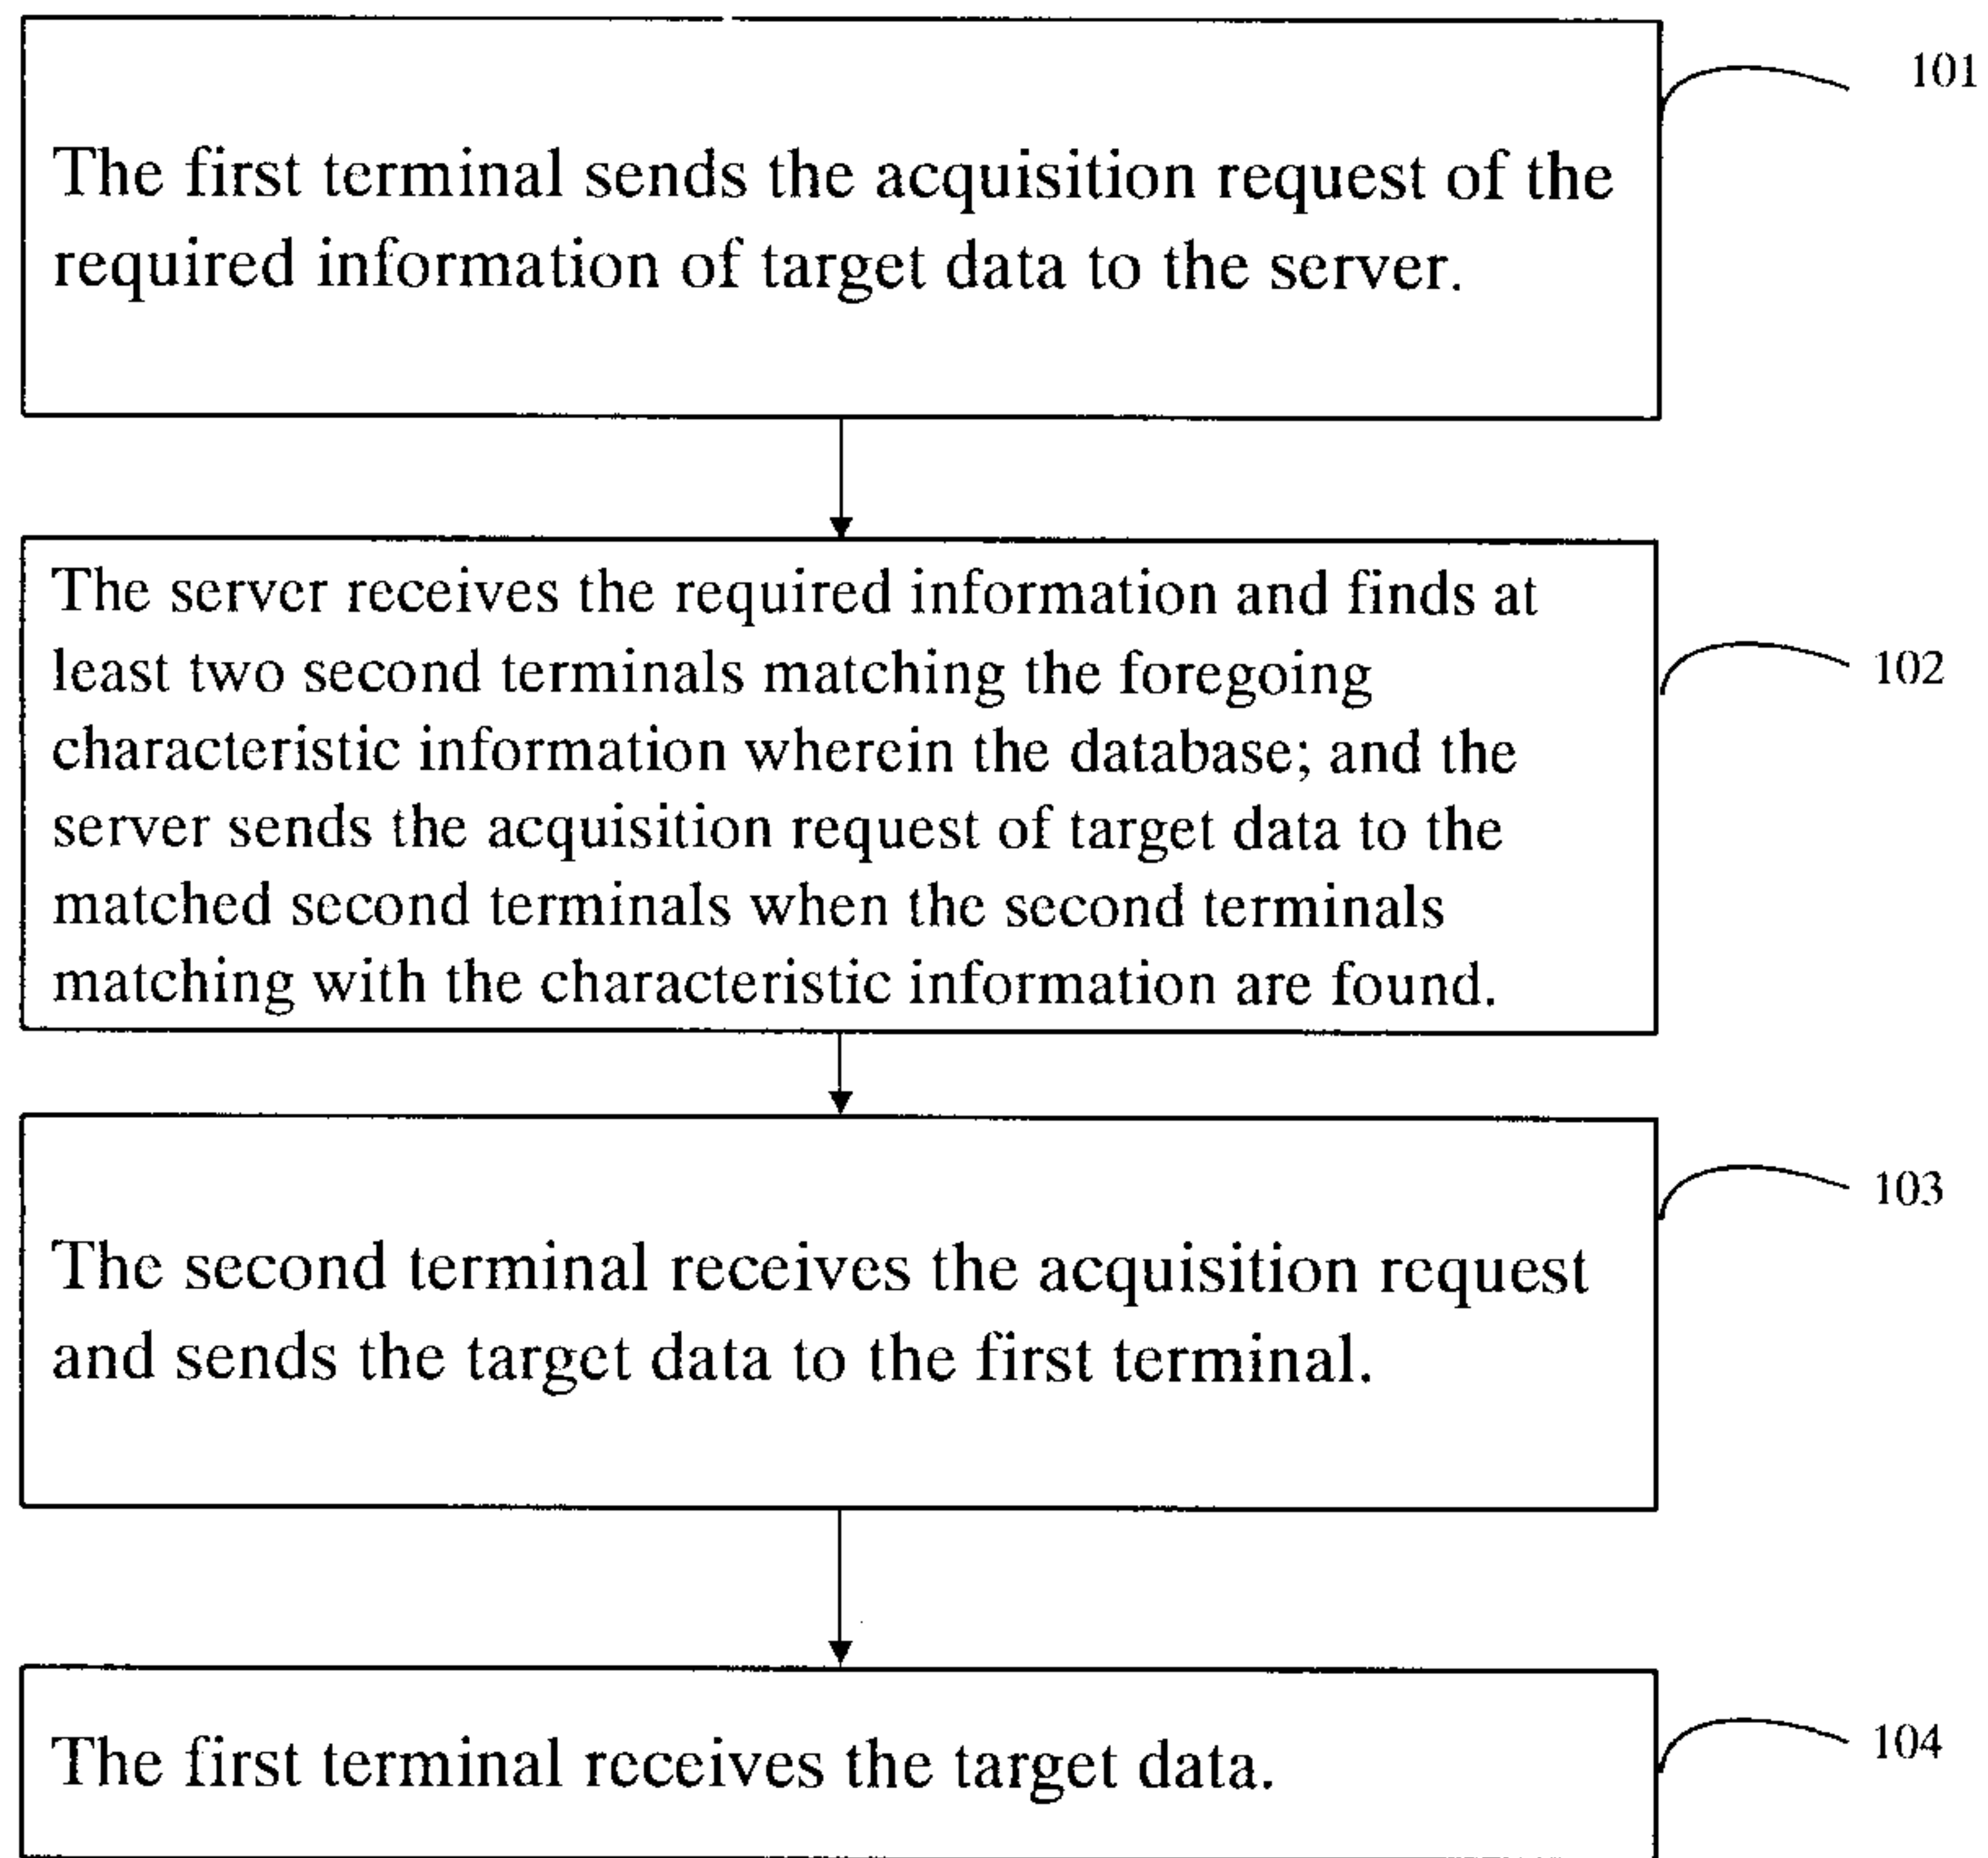 101
The first terminal sends the acquisition request of the
required information of target data to the server.
The server receives the required information and finds at
least two second terminals matching the foregoing
characteristic information wherein the database; and the
server sends the acquisition request of target data to the
matched second terminals when the second terminals
matching with the characteristic information are found.
102
The second terminal receives the acquisition request
and sends the target data to the first terminal.
103
The first terminal receives the target data.
104